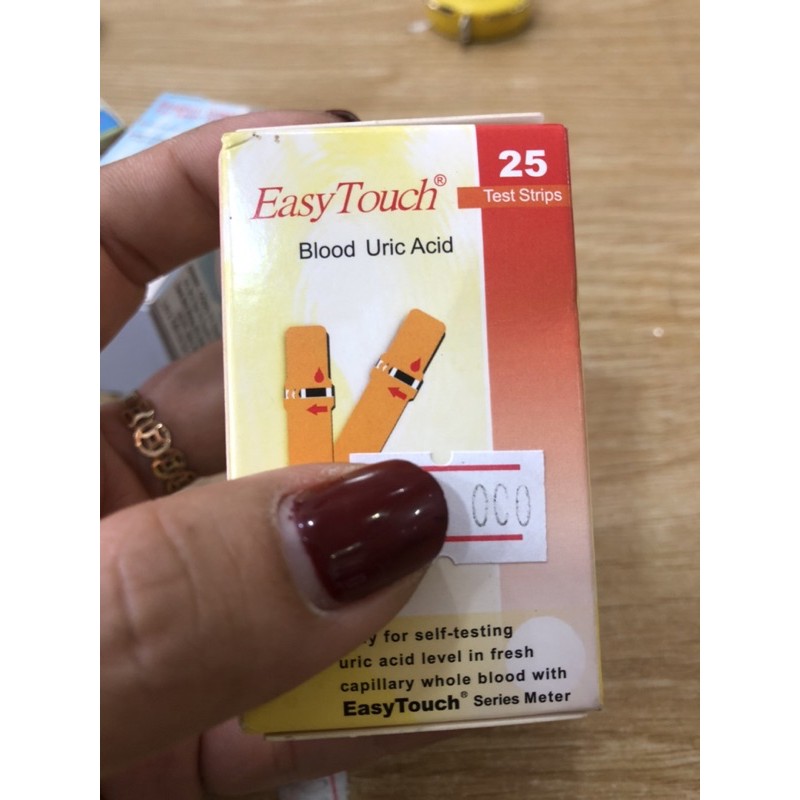 25
Test Strips
EasyTouch®
Blood Uric Acid
for self-testing
uric acid level in fresh
capillary whole blood with
EasyTouch® Series Meter